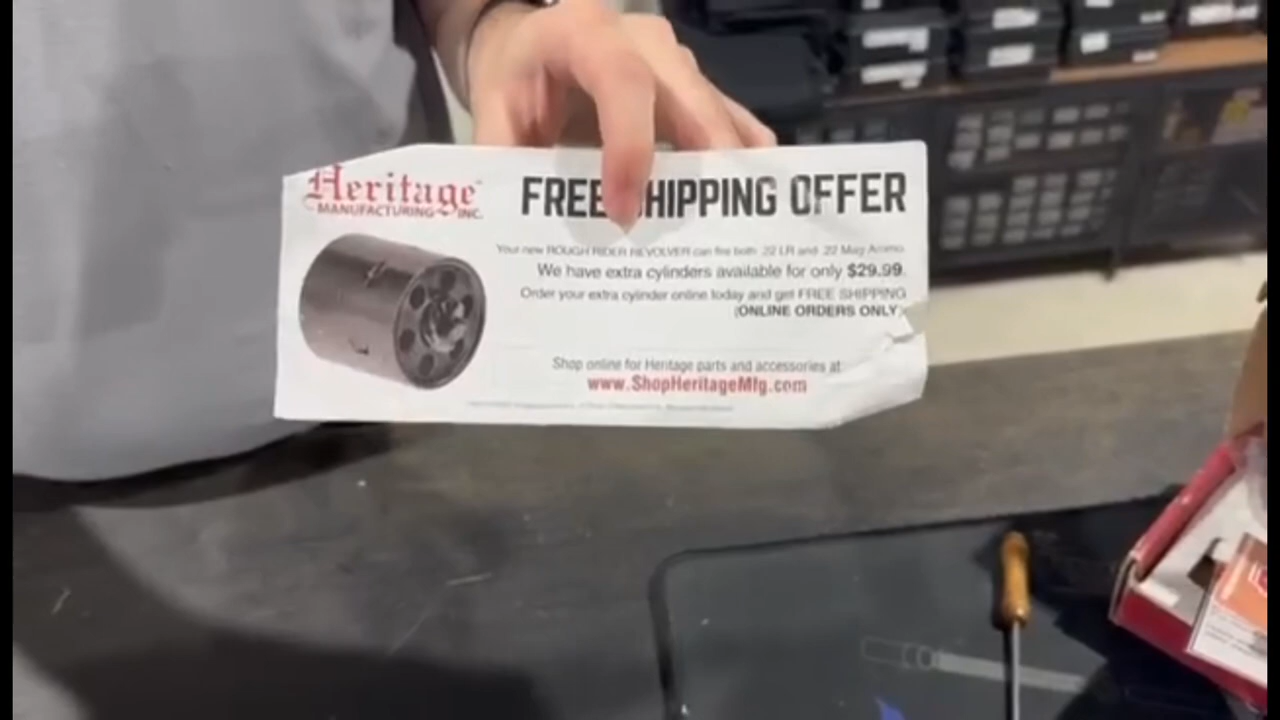 Heritage
MANUFACTURING INC.
FREE SHIPPING OFFER
Your new ROUGH RIDER REVOLVER can fire both .22 LR and .22 Mag Ammo.
We have extra cylinders available for only $29.99.
Order your extra cylinder online today and get FREE SHIPPING
(ONLINE ORDERS ONLY)
Shop online for Heritage parts and accessories at
www.ShopHeritageMfg.com